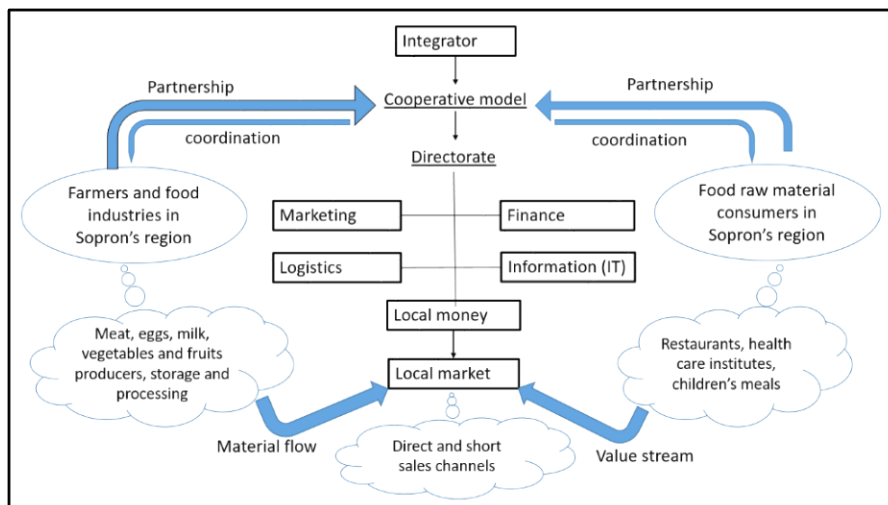 Integrator
Partnership
Partnership
Cooperative model
coordination
coordination
Directorate
Farmers and food
industries in
Sopron's region
Food raw material
consumers in
Sopron's region
Marketing
Finance
Logistics
Information (IT)
Local money
Meat, eggs, milk,
vegetables and fruits
producers, storage and
processing
Restaurants, health
care institutes,
children's meals
Local market
Material flow
Direct and short
sales channels
Value stream